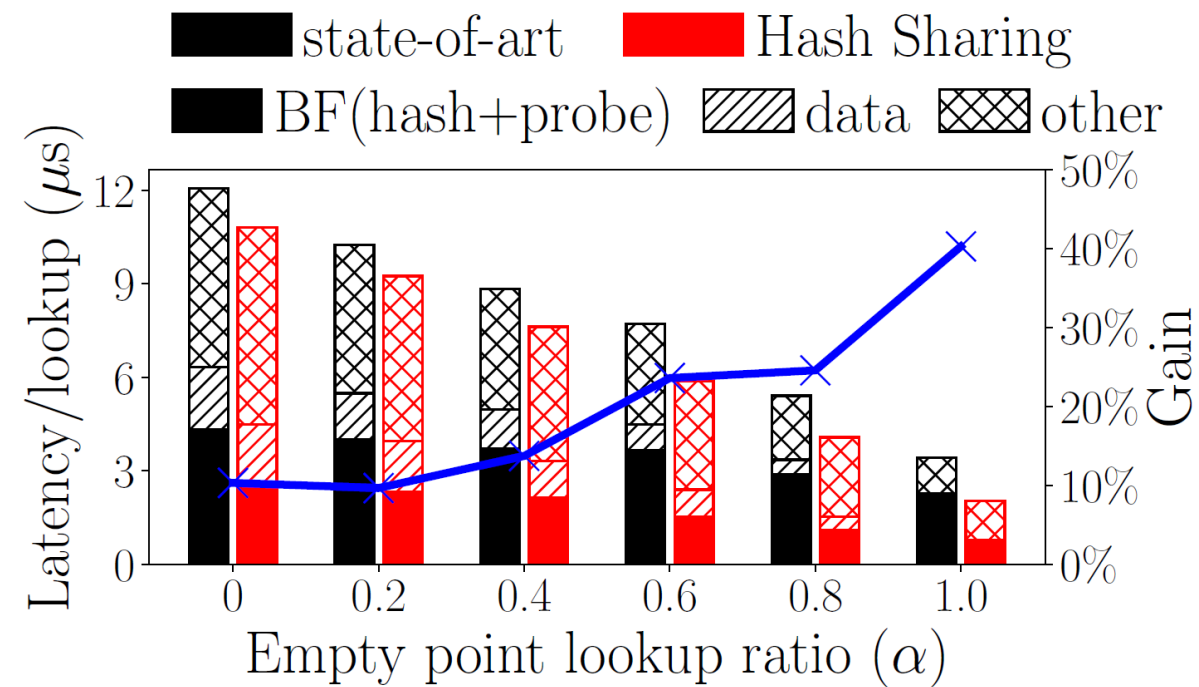 state-of-art Hash Sharing
BF(hash+probe) data other
Latency/lookup (μs)
12
9
6
3
0
50%
40%
30%
20%
10%
0%
Gain
0 0.2 0.4 0.6 0.8 1.0
Empty point lookup ratio (α)